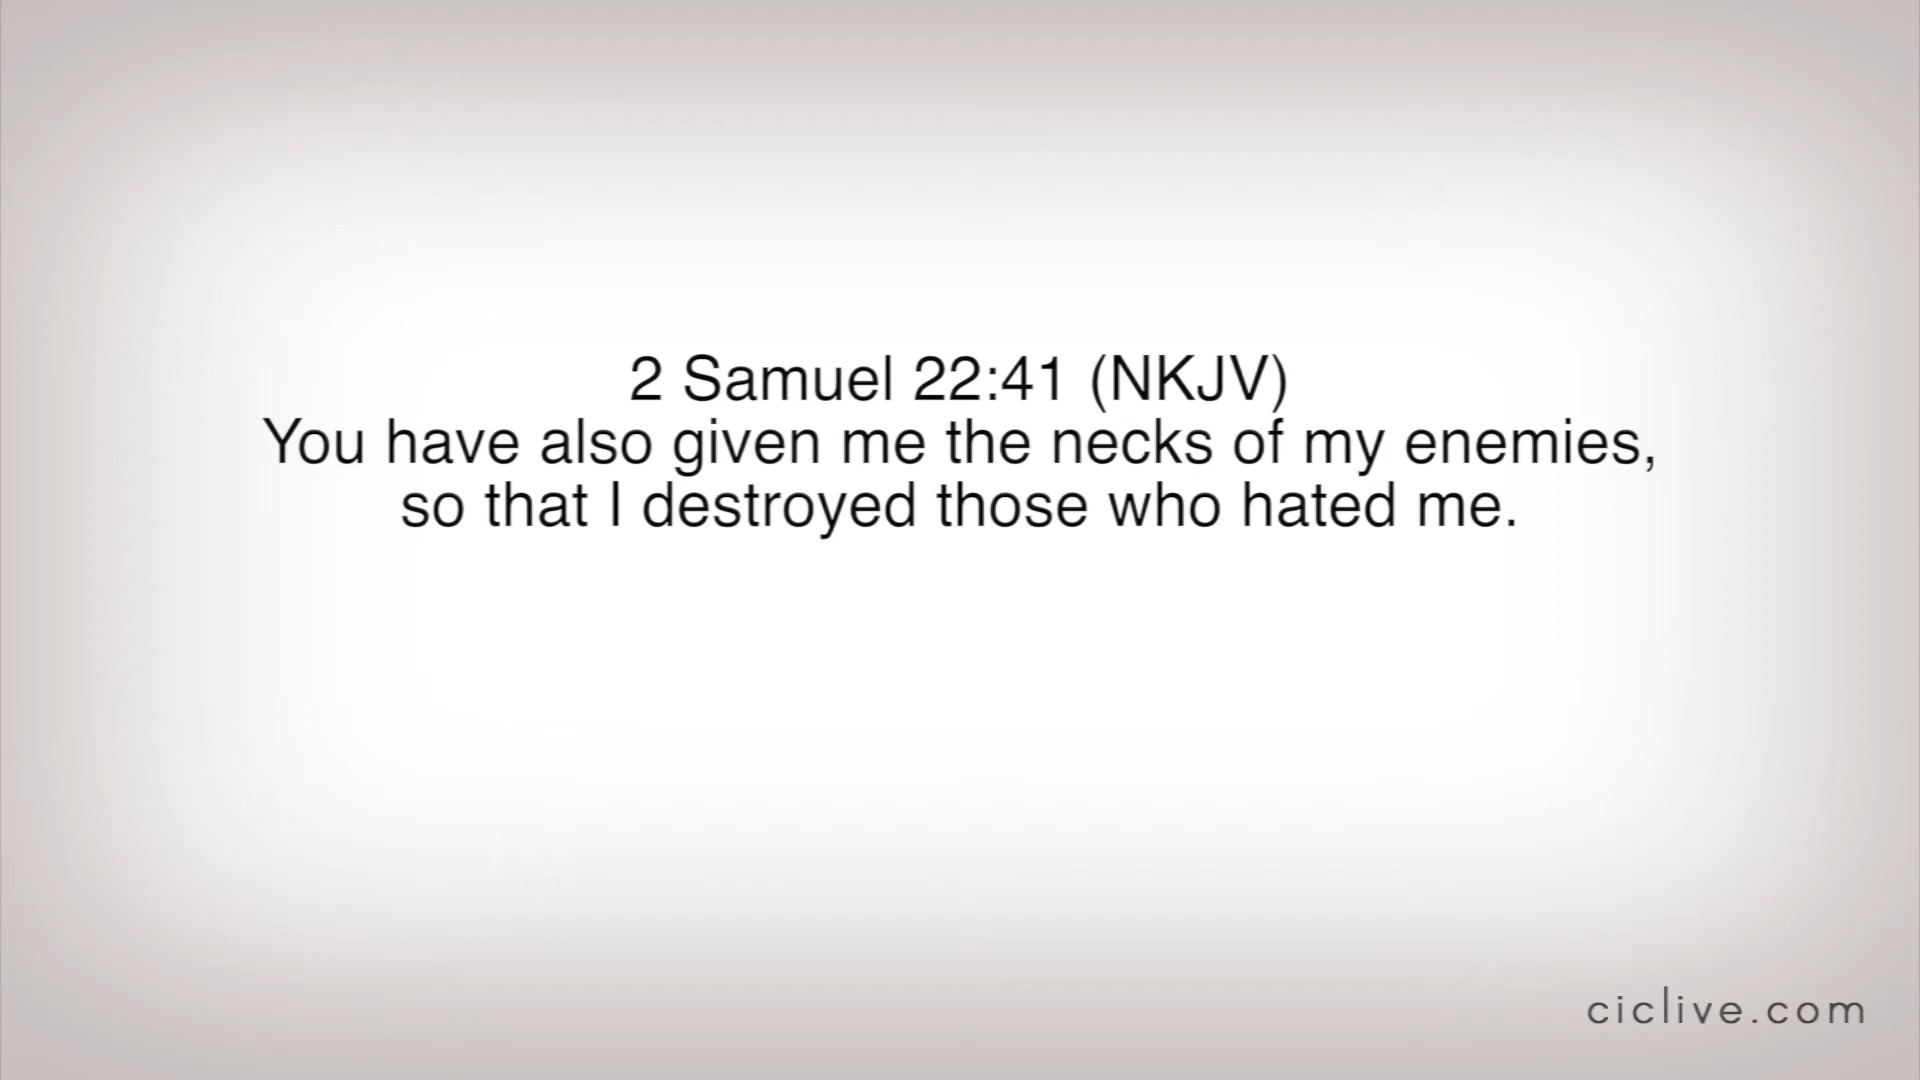 2 Samuel 22:41 (NKJV)
You have also given me the necks of my enemies,
so that I destroyed those who hated me.
ciclive.com